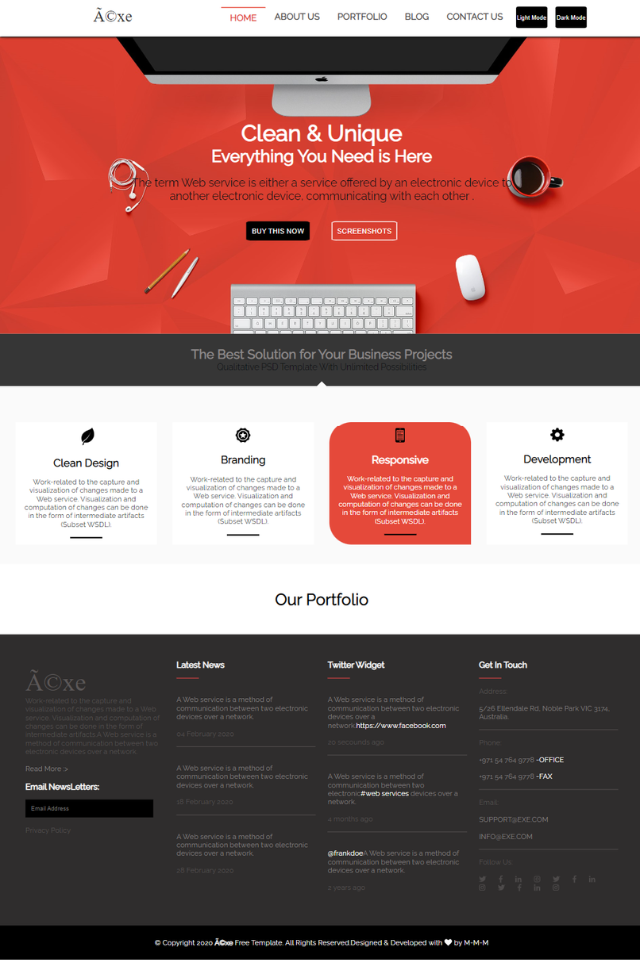 Ã©xe
HOME
ABOUT US
PORTFOLIO
BLOG
CONTACT US
Light Mode
Dark Mode
Clean & Unique
Everything You Need is Here
The term Web service is either a service offered by an electronic device to
another electronic device, communicating with each other .
BUY THIS NOW
SCREENSHOTS
The Best Solution for Your Business Projects
Qualitative PSD Template With Unlimited Possibilities
Clean Design
Work-related to the capture and
visualization of changes made to a
Web service. Visualization and
computation of changes can be done
in the form of intermediate artifacts
(Subset WSDL).
Branding
Work-related to the capture and
visualization of changes made to a
Web service. Visualization and
computation of changes can be done
in the form of intermediate artifacts
(Subset WSDL).
Responsive
Work-related to the capture and
visualization of changes made to a
Web service. Visualization and
computation of changes can be done
in the form of intermediate artifacts
(Subset WSDL).
Development
Work-related to the capture and
visualization of changes made to a
Web service. Visualization and
computation of changes can be done
in the form of intermediate artifacts
(Subset WSDL).
Our Portfolio
Ã©xe
Work-related to the capture and
visualization of changes made to a Web
service. Visualization and computation of
changes can be done in the form of
intermediate artifacts.A Web service is a
method of communication between two
electronic devices over a network
Read More >
Email NewsLetters:
Email Address
Privacy Policy
Latest News
A Web service is a method of
communication between two electronic
devices over a network.
04 February 2020
A Web service is a method of
communication between two electronic
devices over a network.
18 February 2020
A Web service is a method of
communication between two electronic
devices over a network.
28 February 2020
Twitter Widget
A Web service is a method of
communication between two electronic
devices over a
network.https://www.facebook.com
10 secounds ago
A Web service is a method of
communication between two
electronic#web services devices over a
network.
4 months ago
@frankdoeA Web service is a method of
communication between two electronic
devices over a network.
2 years ago
Get In Touch
Address:
5/26 Ellendale Rd, Noble Park VIC 3174,
Australia.
Phone:
+971 54 764 9776 -OFFICE
+971 54 764 9776 -FAX
Email:
SUPPORT@EXE.COM
INFO@EXE.COM
Follow Us:
© Copyright 2020 Ã©xe Free Template. All Rights Reserved.Designed & Developed with ❤ by M-M-M